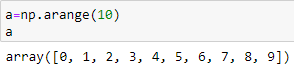 a=np.arange(10)
a
array([0, 1, 2, 3, 4, 5, 6, 7, 8, 9])